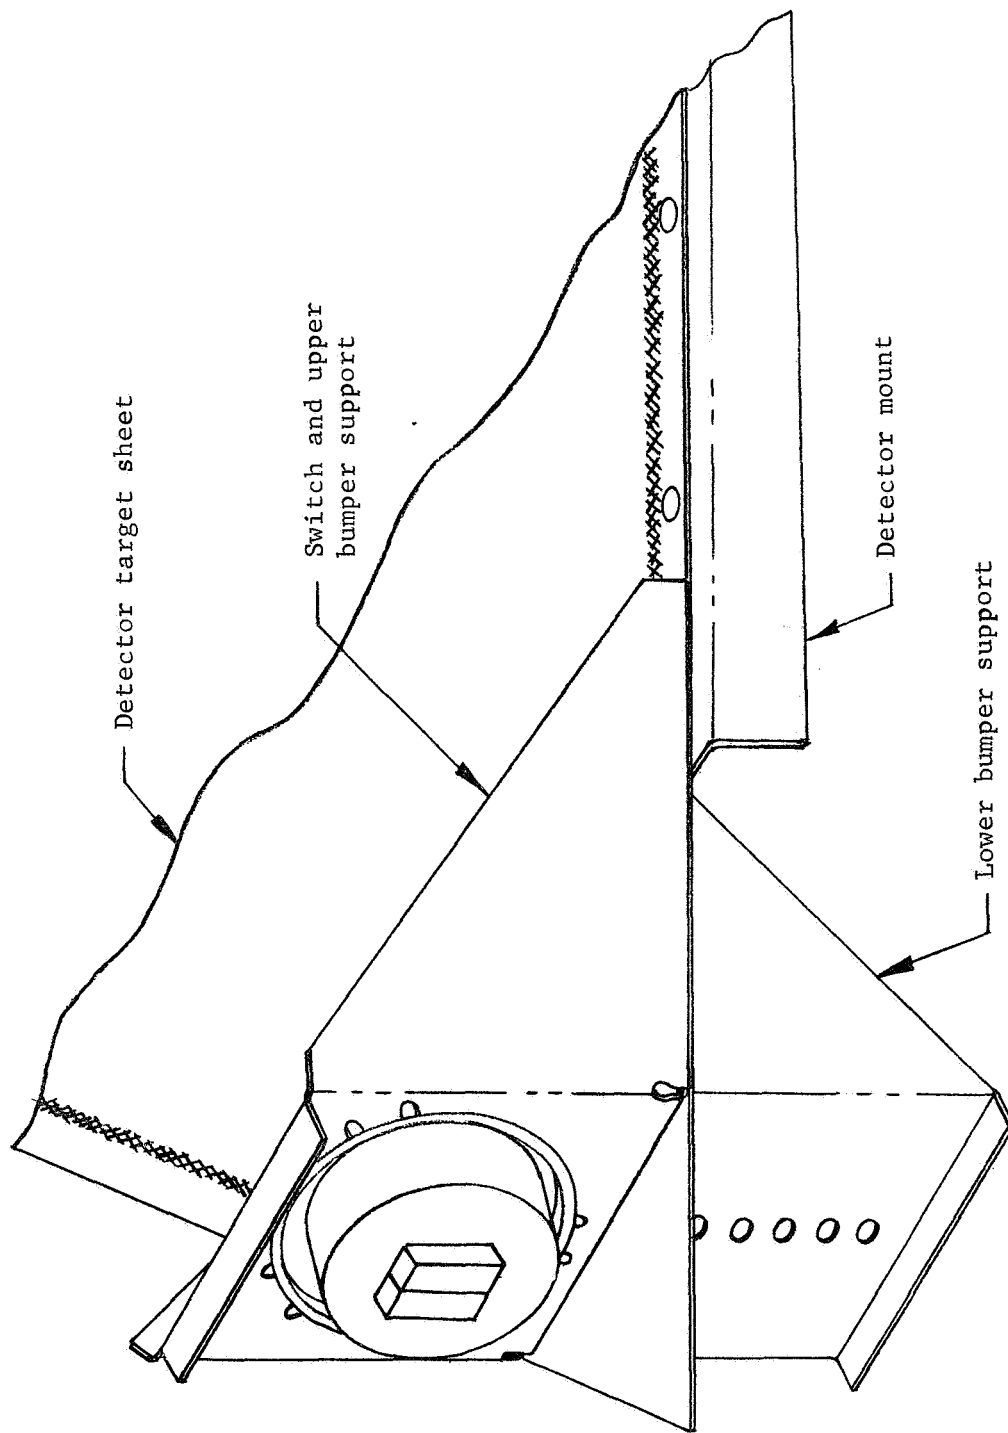 Detector target sheet
Switch and upper
bumper support
Detector mount
Lower bumper support